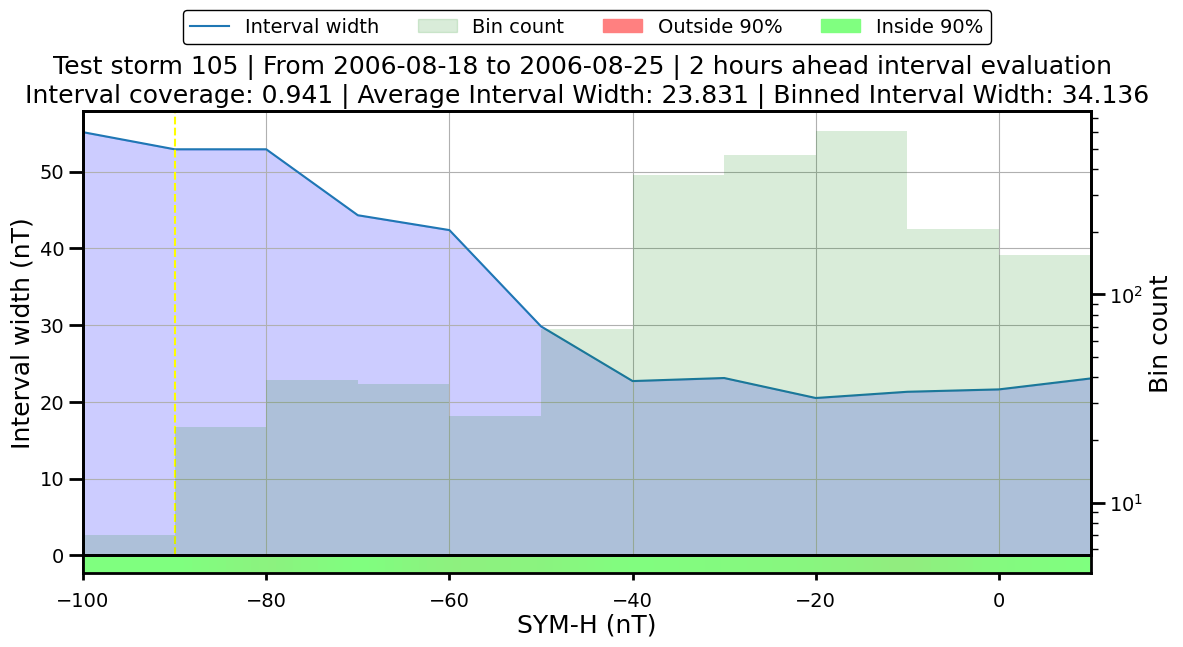 Interval width Bin count Outside 90% Inside 90%
Test storm 105 | From 2006-08-18 to 2006-08-25 | 2 hours ahead interval evaluation
Interval coverage: 0.941 | Average Interval Width: 23.831 | Binned Interval Width: 34.136
Interval width (nT)
50
40
30
20
10
0
10²
10¹
Bin count
−100 −80 −60 −40 −20 0
SYM-H (nT)